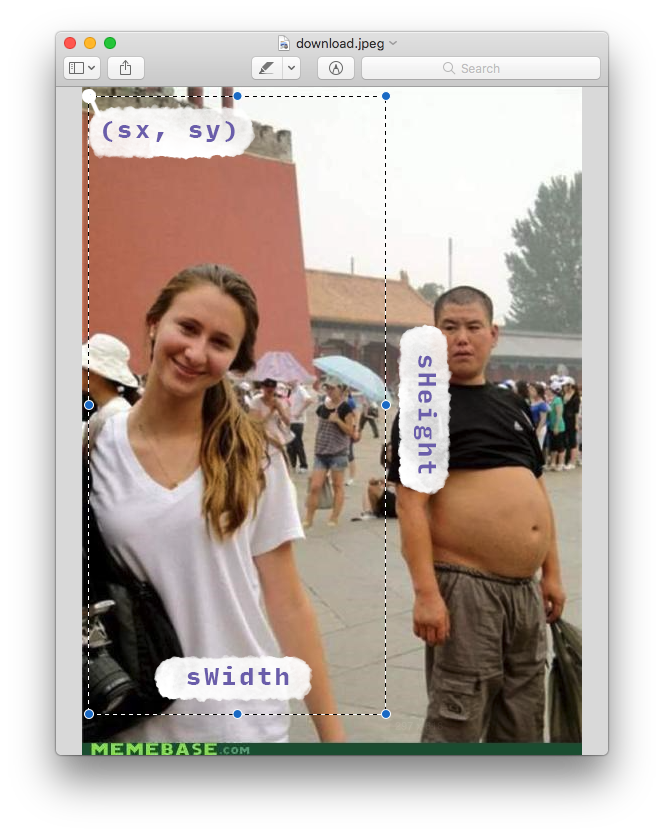 download.jpeg
Search
(sx, sy)
sHeight
sWidth
MEMEBASE.COM